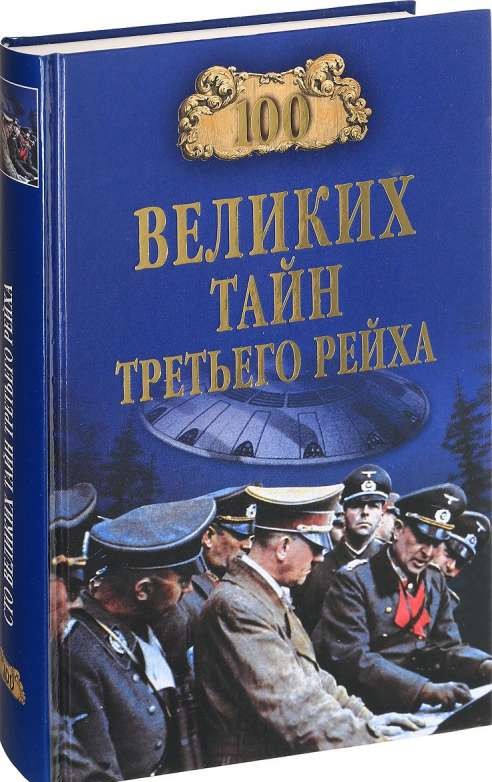 100
ВЕЛИКИХ
ТАЙН
ТРЕТЬЕГО РЕЙХА
СТО ВЕЛИКИХ ТАЙН ТРЕТЬЕГО РЕЙХА